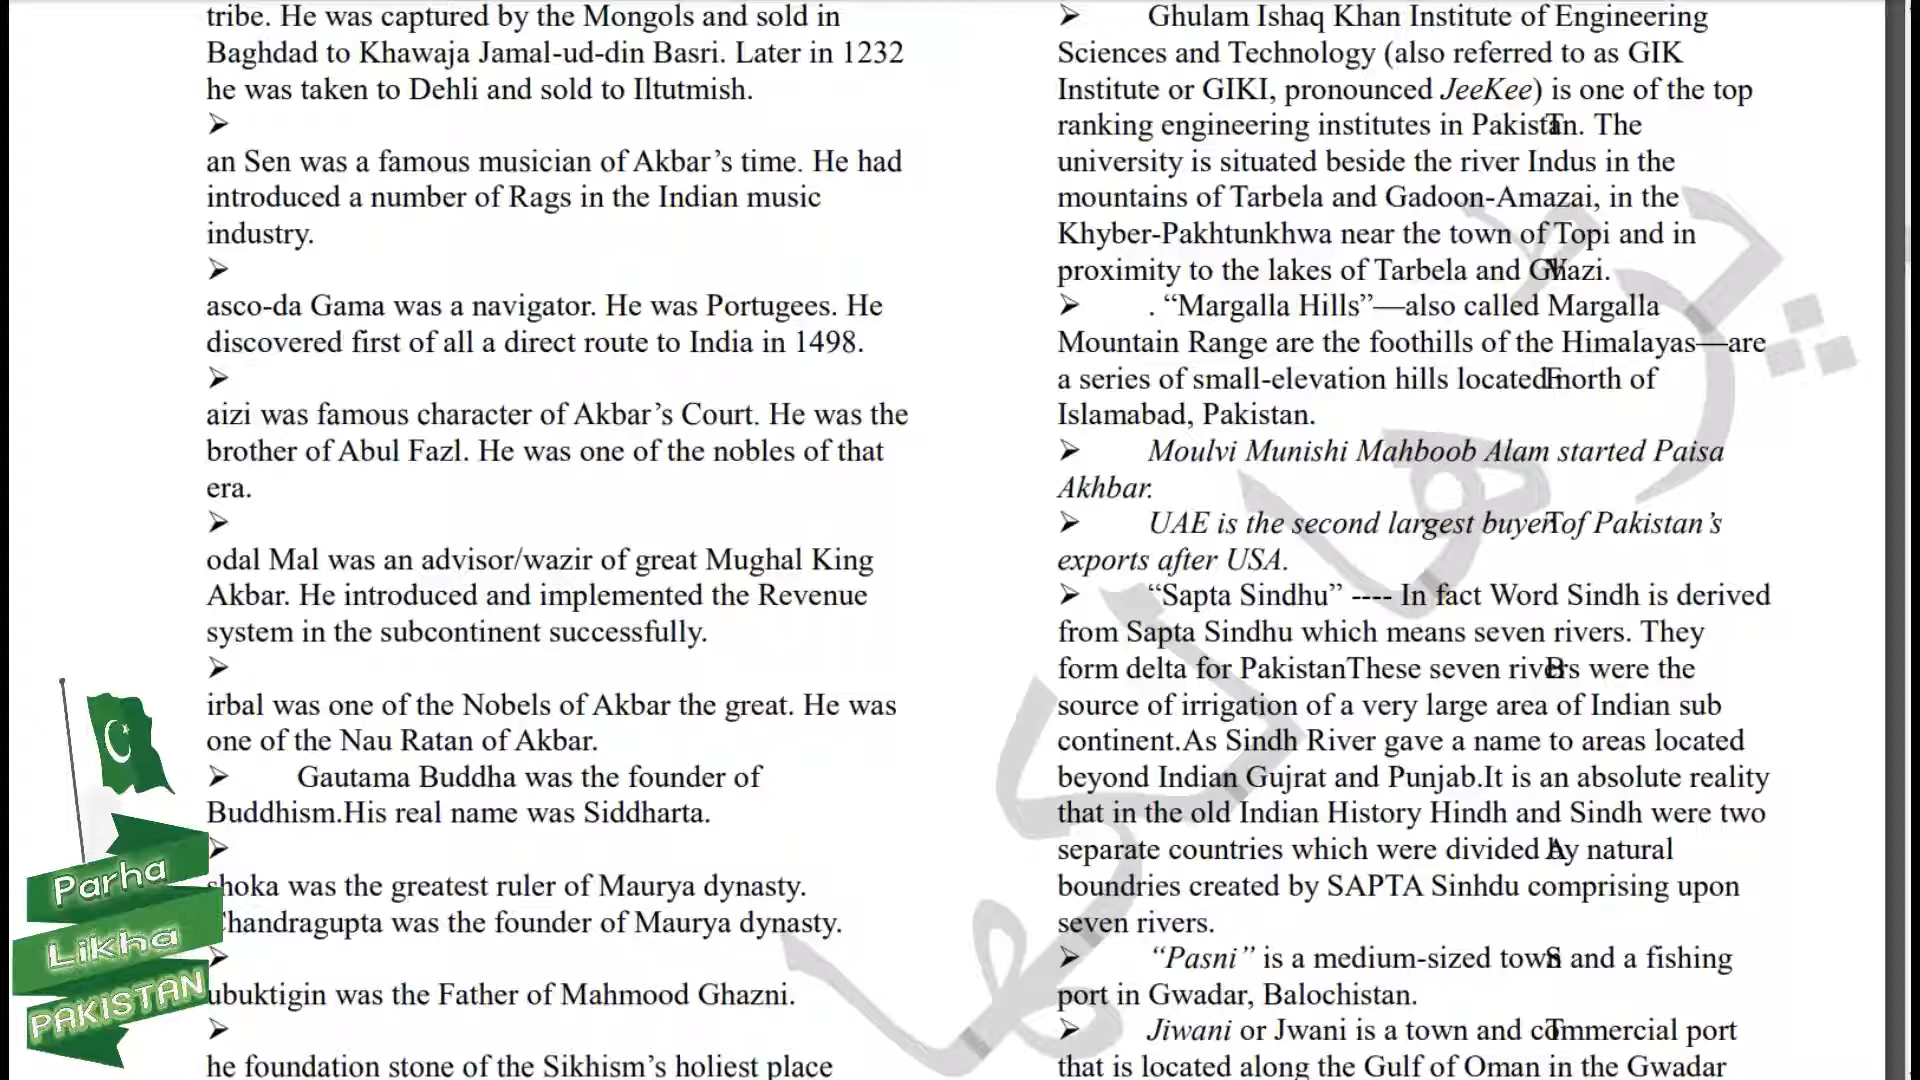 tribe. He was captured by the Mongols and sold in
Baghdad to Khawaja Jamal-ud-din Basri. Later in 1232
he was taken to Dehli and sold to Iltutmish.
➢
an Sen was a famous musician of Akbar’s time. He had
introduced a number of Rags in the Indian music
industry.
➢
asco-da Gama was a navigator. He was Portugees. He
discovered first of all a direct route to India in 1498.
➢
aizi was famous character of Akbar’s Court. He was the
brother of Abul Fazl. He was one of the nobles of that
era.
➢
odal Mal was an advisor/wazir of great Mughal King
Akbar. He introduced and implemented the Revenue
system in the subcontinent successfully.
➢
irbal was one of the Nobels of Akbar the great. He was
one of the Nau Ratan of Akbar.
➢ Gautama Buddha was the founder of
Buddhism.His real name was Siddharta.
➢
shoka was the greatest ruler of Maurya dynasty.
Chandragupta was the founder of Maurya dynasty.
➢
ubuktigin was the Father of Mahmood Ghazni.
➢
he foundation stone of the Sikhism’s holiest place
➢ Ghulam Ishaq Khan Institute of Engineering
Sciences and Technology (also referred to as GIK
Institute or GIKI, pronounced JeeKee) is one of the top
ranking engineering institutes in Pakistan. The
university is situated beside the river Indus in the
mountains of Tarbela and Gadoon-Amazai, in the
Khyber-Pakhtunkhwa near the town of Topi and in
proximity to the lakes of Tarbela and Ghazi.
➢ . “Margalla Hills”—also called Margalla
Mountain Range are the foothills of the Himalayas—are
a series of small-elevation hills located north of
Islamabad, Pakistan.
➢ Moulvi Munishi Mahboob Alam started Paisa
Akhbar.
➢ UAE is the second largest buyer of Pakistan’s
exports after USA.
➢ “Sapta Sindhu” ---- In fact Word Sindh is derived
from Sapta Sindhu which means seven rivers. They
form delta for PakistanThese seven rivers were the
source of irrigation of a very large area of Indian sub
continent.As Sindh River gave a name to areas located
beyond Indian Gujrat and Punjab.It is an absolute reality
that in the old Indian History Hindh and Sindh were two
separate countries which were divided by natural
boundries created by SAPTA Sinhdu comprising upon
seven rivers.
➢ “Pasni” is a medium-sized town and a fishing
port in Gwadar, Balochistan.
➢ Jiwani or Jwani is a town and commercial port
that is located along the Gulf of Oman in the Gwadar
Parha
Likha
PAKISTAN